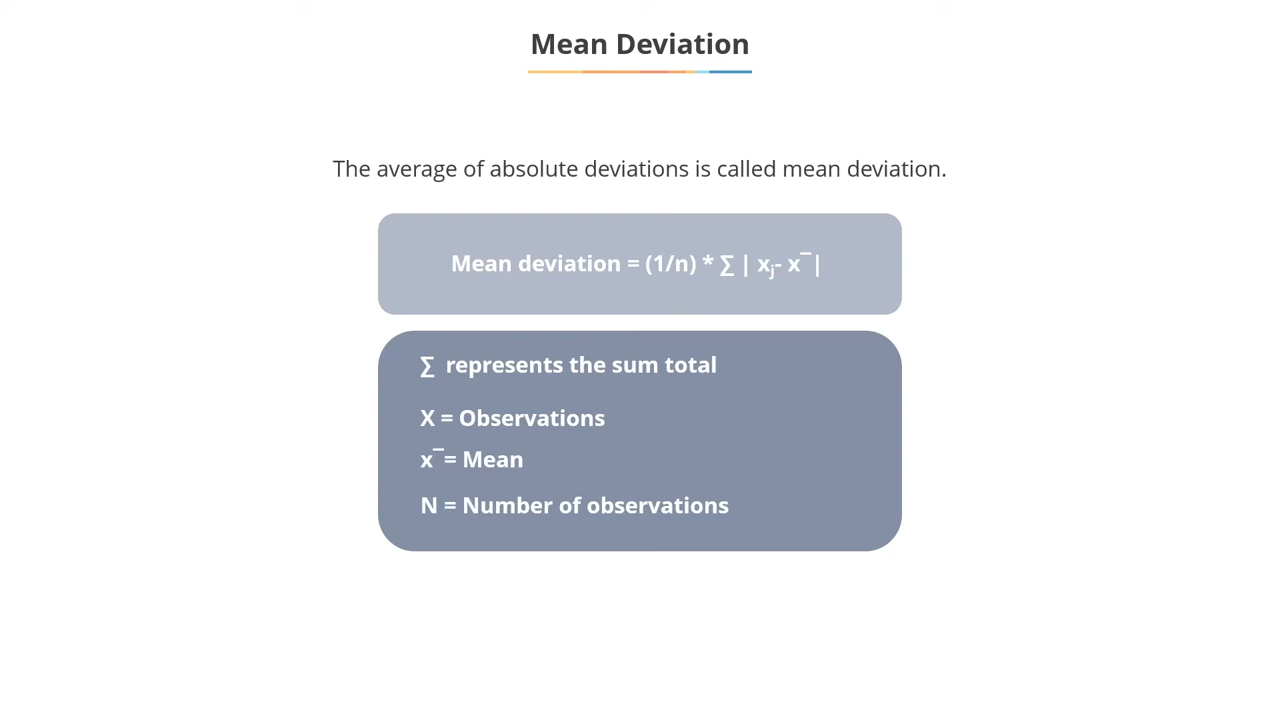 Mean Deviation
The average of absolute deviations is called mean deviation.
Mean deviation = (1/n) * ∑ | xj- x¯|
∑ represents the sum total
X = Observations
x¯= Mean
N = Number of observations